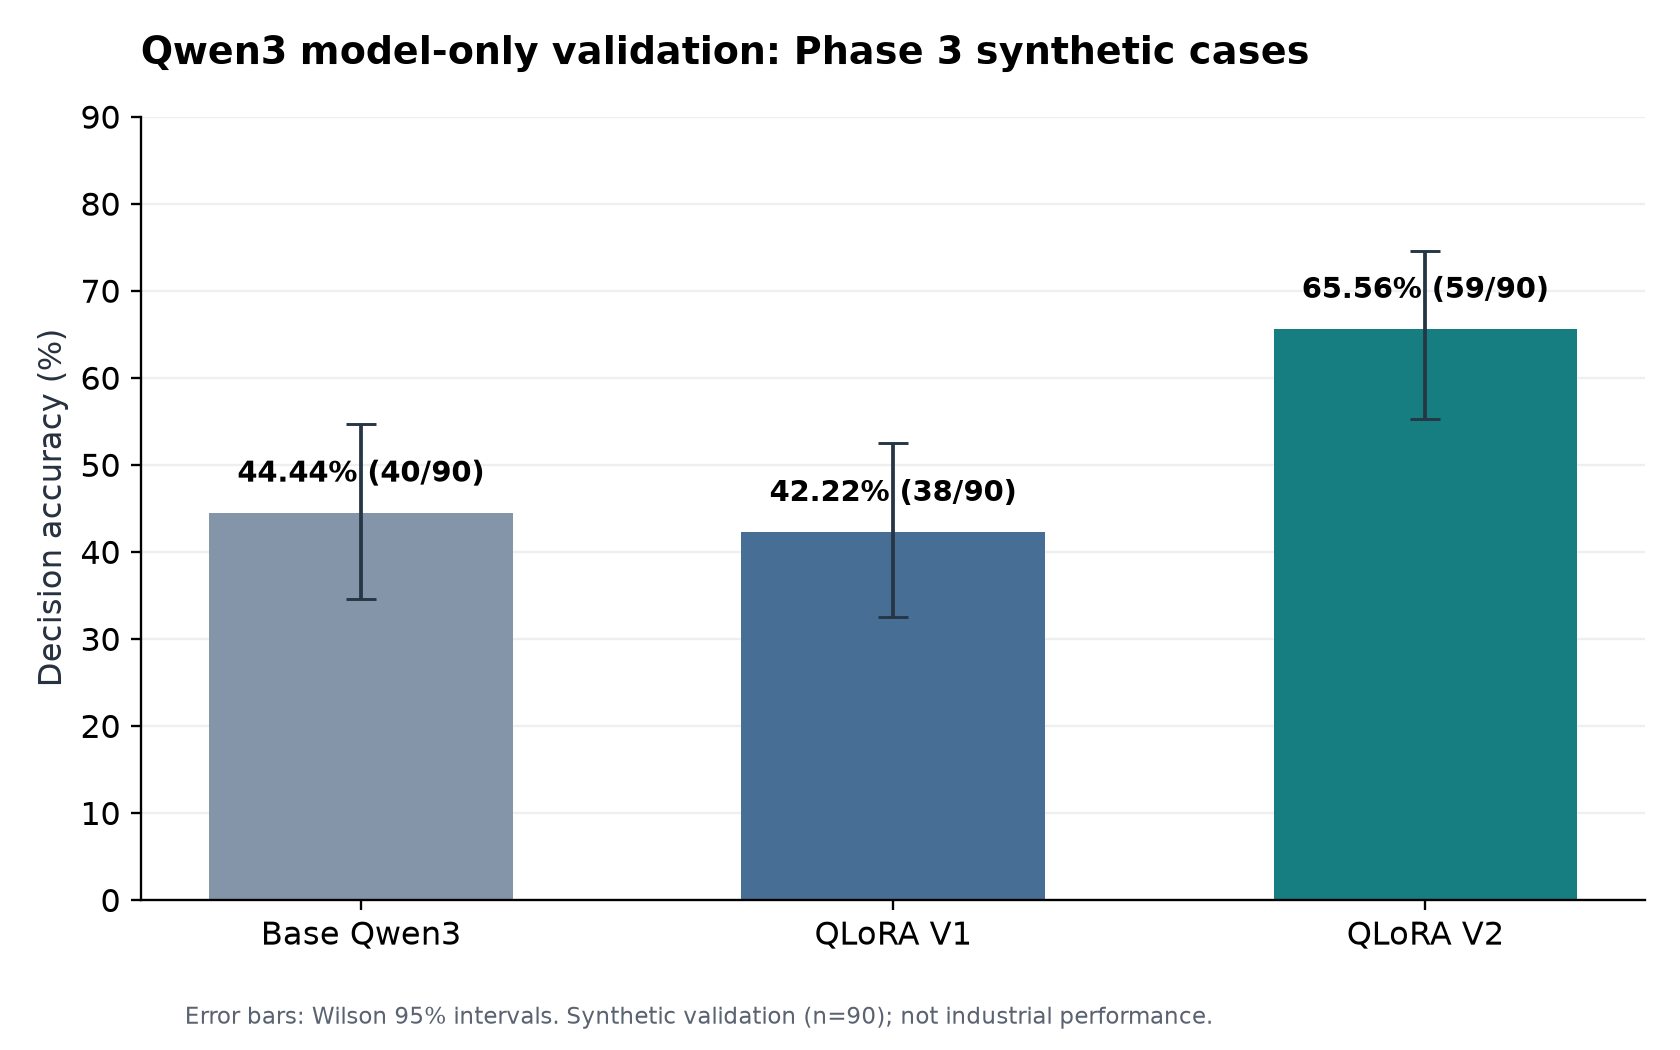 Qwen3 model-only validation: Phase 3 synthetic cases
90
80
70
60
50
40
30
20
10
0
Decision accuracy (%)
44.44% (40/90)
42.22% (38/90)
65.56% (59/90)
Base Qwen3
QLoRA V1
QLoRA V2
Error bars: Wilson 95% intervals. Synthetic validation (n=90); not industrial performance.